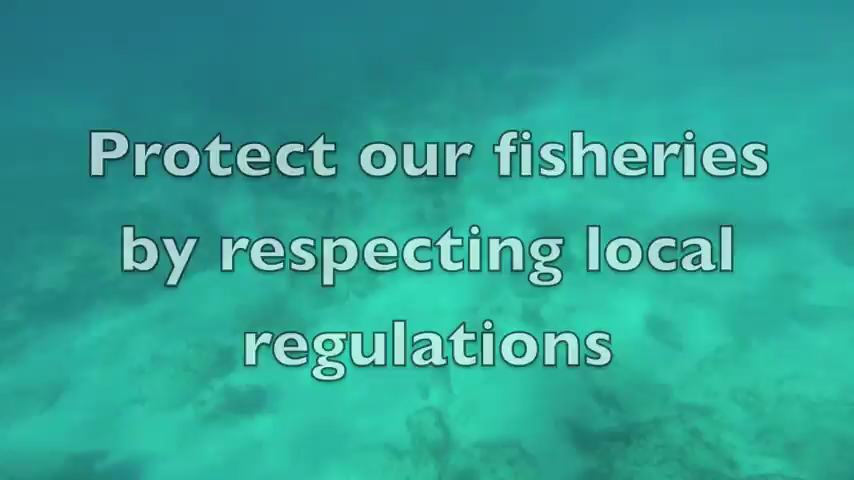 Protect our fisheries
by respecting local
regulations